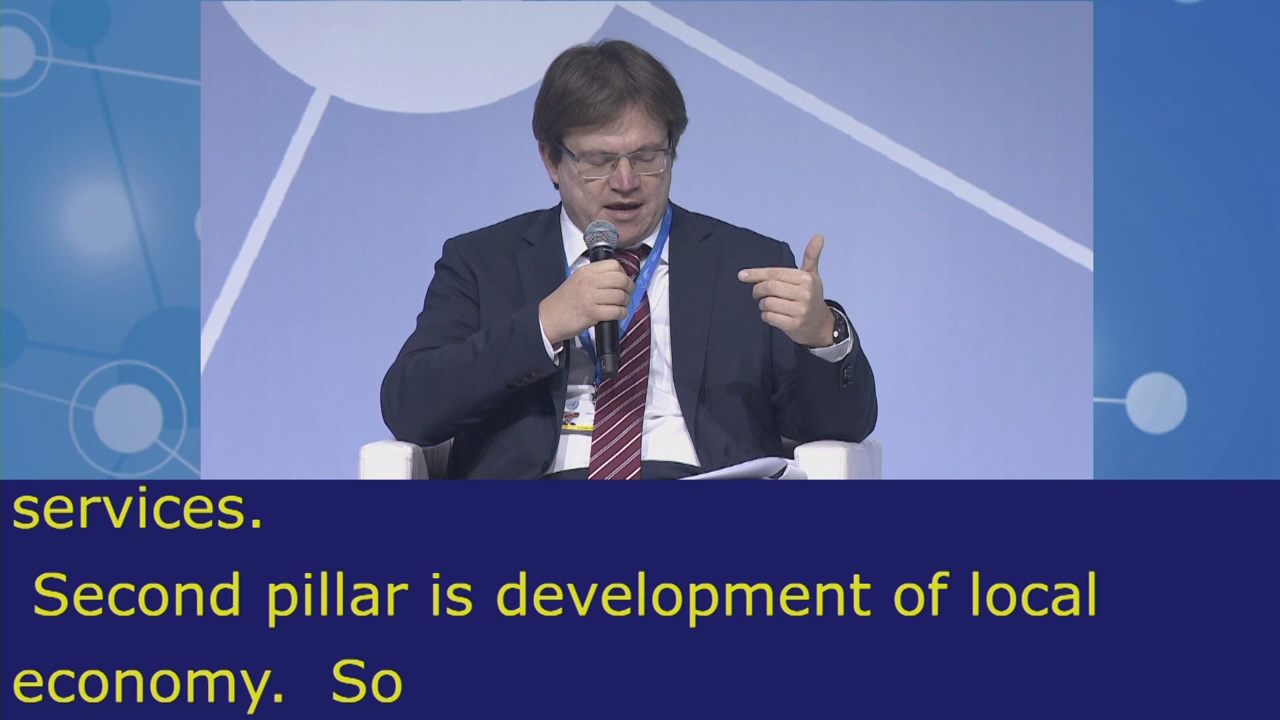 services.
Second pillar is development of local
economy.  So